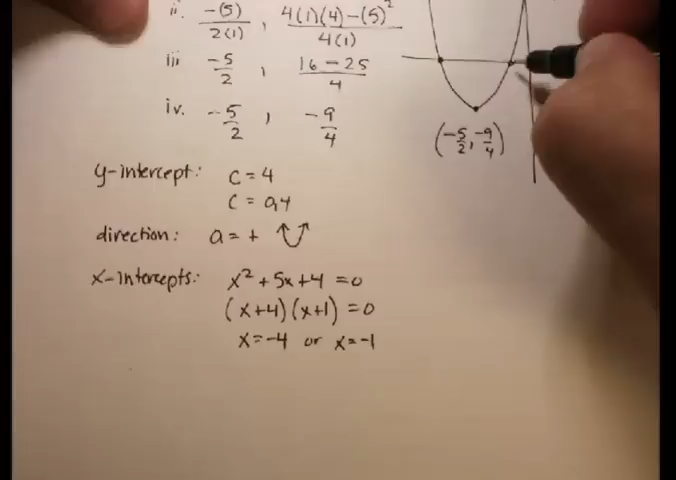 ii. -(5)/2(1) , 4(1)(4)-(5)²/4(1)
iii -5/2 , 16-25/4
iv. -5/2 , -9/4
(-5/2, -9/4)
y-intercept: c = 4
c = 0,4
direction: a = +
x-intercepts: x² + 5x + 4 = 0
(x+4)(x+1) = 0
x = -4 or x = -1